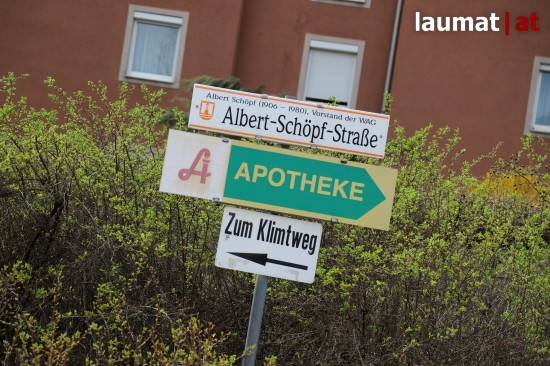 laumat|at
Albert Schöpf (1906 – 1980), Vorstand der WAG
Albert-Schöpf-Straße
A APOTHEKE
Zum Klimtweg